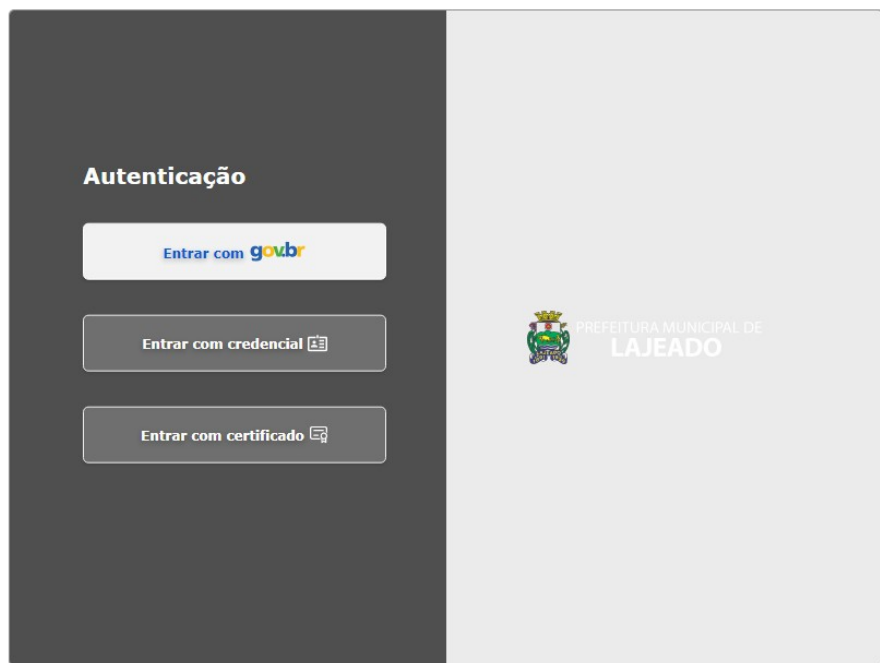 Autenticação
Entrar com gov.br
Entrar com credencial
Entrar com certificado
PREFEITURA MUNICIPAL DE
LAJEADO